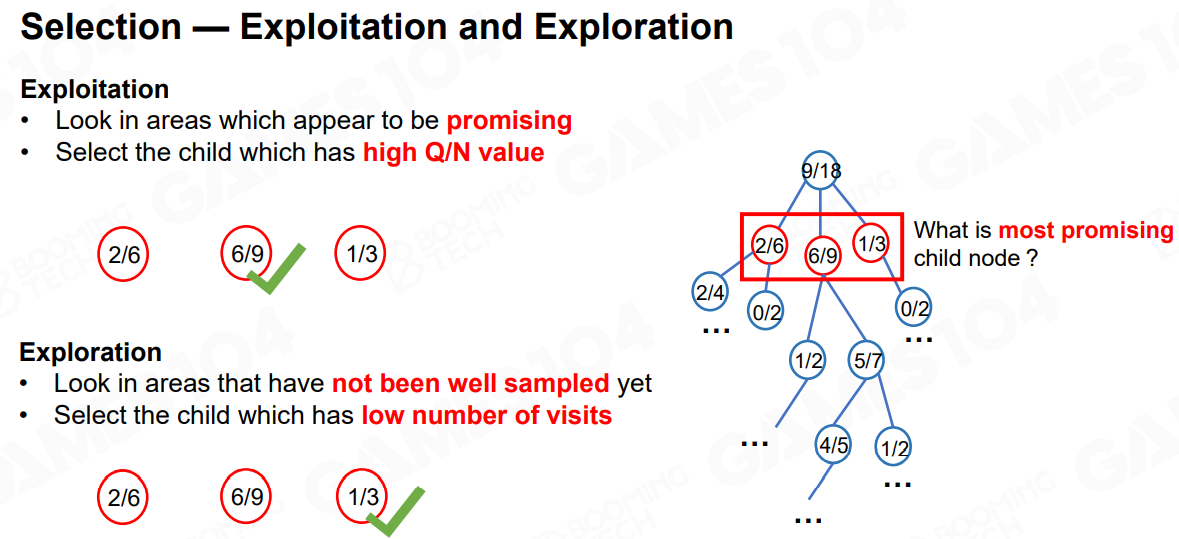 Selection — Exploitation and Exploration
Exploitation
• Look in areas which appear to be promising
• Select the child which has high Q/N value
2/6 6/9 1/3
Exploration
• Look in areas that have not been well sampled yet
• Select the child which has low number of visits
2/6 6/9 1/3
9/18
2/6 6/9 1/3
What is most promising
child node ?
2/4 0/2 0/2
... ...
1/2 5/7
...
4/5 1/2
...
...
GAMES104
BOOMING
TECH